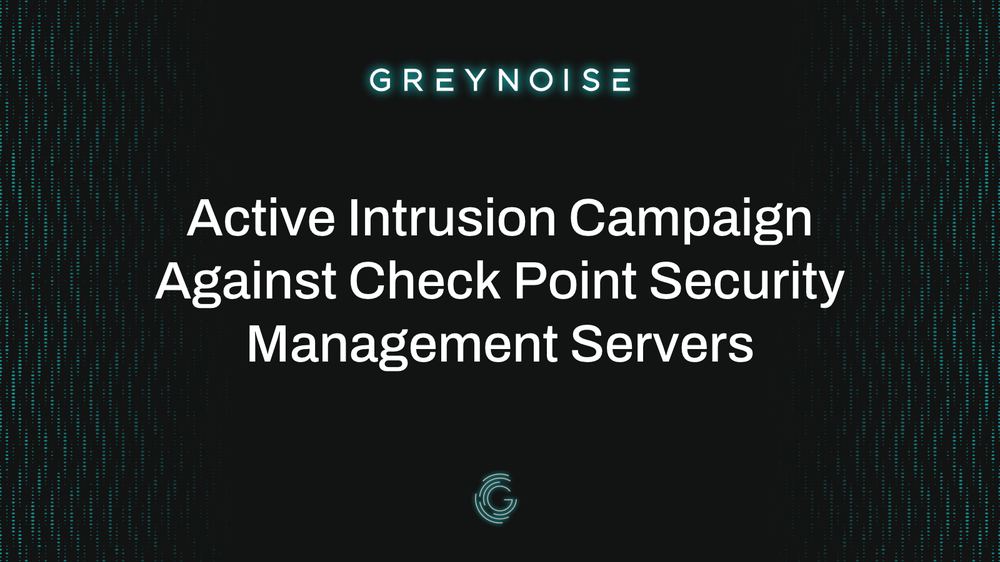 GREYNOISE
Active Intrusion Campaign
Against Check Point Security
Management Servers